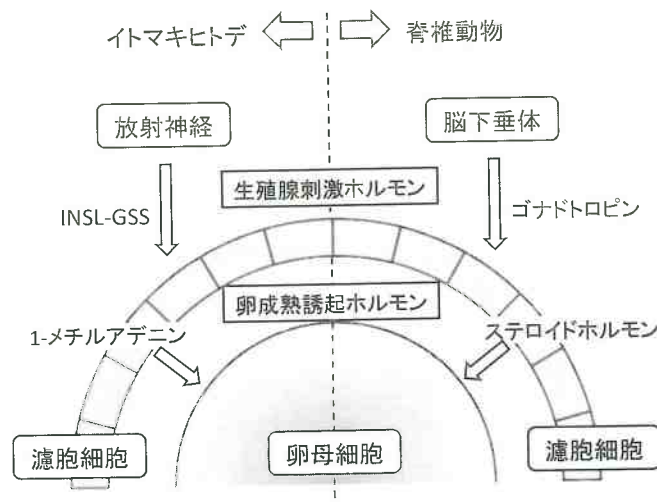 イトマキヒトデ
脊椎動物
放射神経
脳下垂体
生殖腺刺激ホルモン
INSL-GSS
ゴナドトロピン
卵成熟誘起ホルモン
1-メチルアデニン
ステロイドホルモン
濾胞細胞
卵母細胞
濾胞細胞